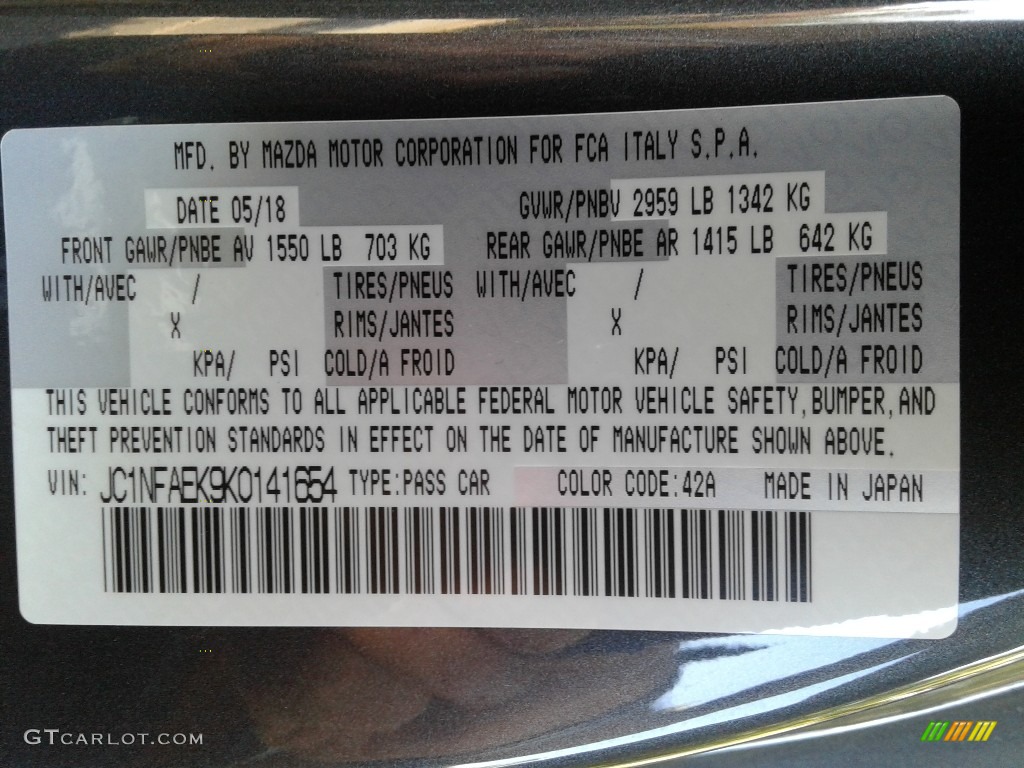 MFD. BY MAZDA MOTOR CORPORATION FOR FCA ITALY S.P.A.
DATE 05/18 GVWR/PNBV 2959 LB 1342 KG
FRONT GAWR/PNBE AV 1550 LB 703 KG REAR GAWR/PNBE AR 1415 LB 642 KG
WITH/AVEC / TIRES/PNEUS WITH/AVEC / TIRES/PNEUS
X RIMS/JANTES X RIMS/JANTES
KPA/ PSI COLD/A FROID KPA/ PSI COLD/A FROID
THIS VEHICLE CONFORMS TO ALL APPLICABLE FEDERAL MOTOR VEHICLE SAFETY, BUMPER, AND
THEFT PREVENTION STANDARDS IN EFFECT ON THE DATE OF MANUFACTURE SHOWN ABOVE.
VIN: JC1NFAEK9K0141654 TYPE:PASS CAR COLOR CODE:42A MADE IN JAPAN
GTCARLOT.COM